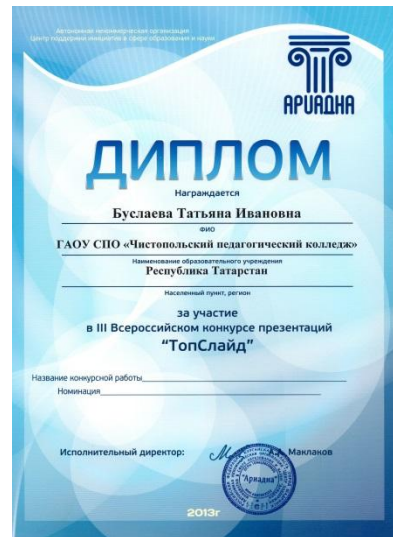 Автономная некоммерческая организация
Центр поддержки инициатив в сфере образования и науки
АРИАДНА
ДИПЛОМ
Награждается
Буслаева Татьяна Ивановна
ФИО
ГАОУ СПО «Чистопольский педагогический колледж»
Наименование образовательного учреждения
Республика Татарстан
Населенный пункт, регион
за участие
в III Всероссийском конкурсе презентаций
“ТопСлайд”
Название конкурсной работы
Номинация
Исполнительный директор: Маклаков
"Ариадна"
2013г